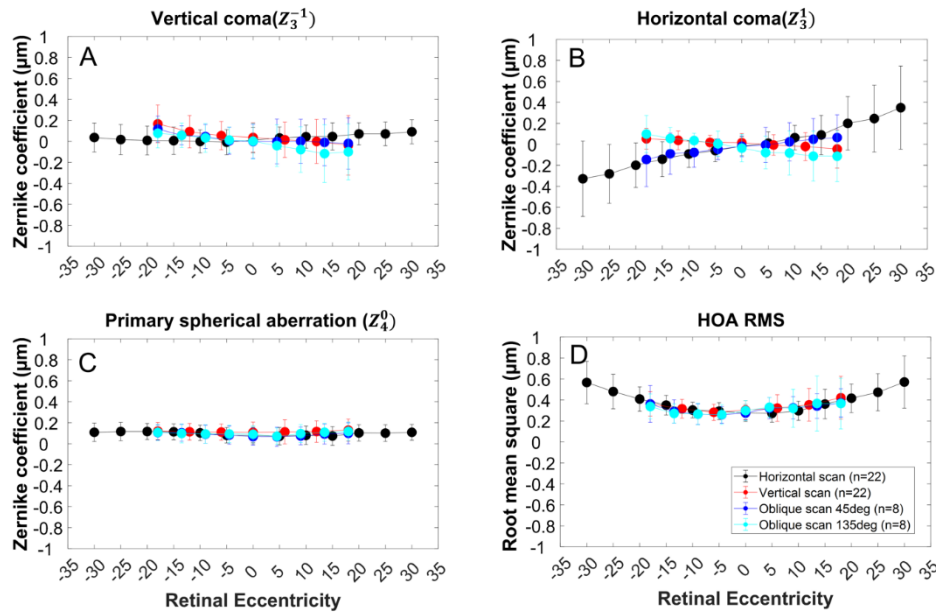 Vertical coma(Z_3^{-1})
A
Zernike coefficient (μm)
1
0.8
0.6
0.4
0.2
0
-0.2
-0.4
-0.6
-0.8
-1
-35 -30 -25 -20 -15 -10 -5 0 5 10 15 20 25 30 35
Horizontal coma(Z_3^1)
B
Zernike coefficient (μm)
1
0.8
0.6
0.4
0.2
0
-0.2
-0.4
-0.6
-0.8
-1
-35 -30 -25 -20 -15 -10 -5 0 5 10 15 20 25 30 35
Primary spherical aberration (Z_4^0)
C
Zernike coefficient (μm)
1
0.8
0.6
0.4
0.2
0
-0.2
-0.4
-0.6
-0.8
-1
-35 -30 -25 -20 -15 -10 -5 0 5 10 15 20 25 30 35
Retinal Eccentricity
HOA RMS
D
Root mean square (μm)
1
0.8
0.6
0.4
0.2
0
-0.2
-0.4
-0.6
-0.8
-1
Horizontal scan (n=22)
Vertical scan (n=22)
Oblique scan 45deg (n=8)
Oblique scan 135deg (n=8)
-35 -30 -25 -20 -15 -10 -5 0 5 10 15 20 25 30 35
Retinal Eccentricity